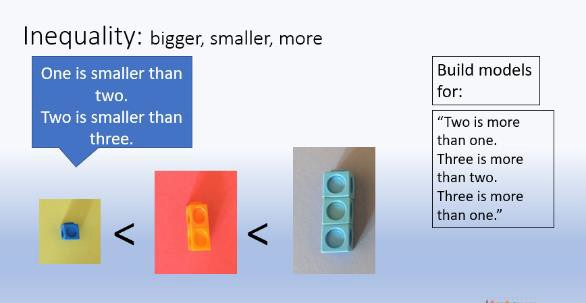 Inequality: bigger, smaller, more
One is smaller than
two.
Two is smaller than
three.
<
<
Build models
for:
“Two is more
than one.
Three is more
than two.
Three is more
than one.”